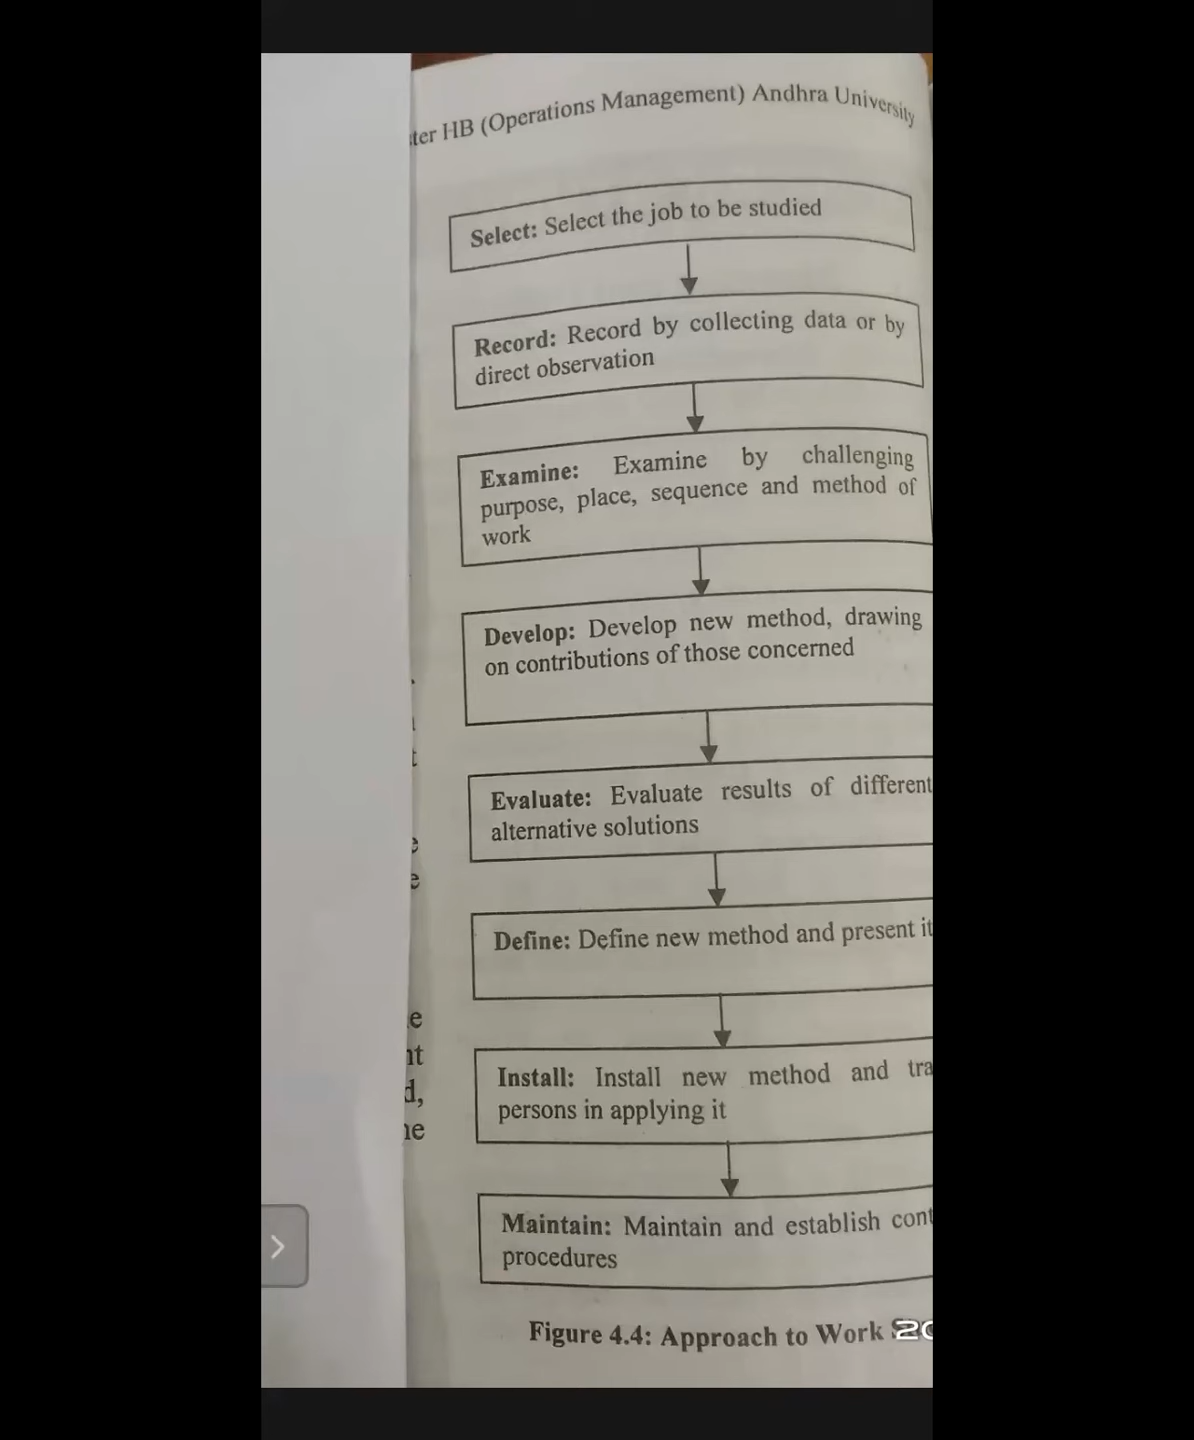 HB (Operations Management) Andhra University
Select: Select the job to be studied
Record: Record by collecting data or by
direct observation
Examine: Examine by challenging
purpose, place, sequence and method of
work
Develop: Develop new method, drawing
on contributions of those concerned
Evaluate: Evaluate results of different
alternative solutions
Define: Define new method and present it
Install: Install new method and
persons in applying it
Maintain: Maintain and establish
procedures
Figure 4.4: Approach to Work